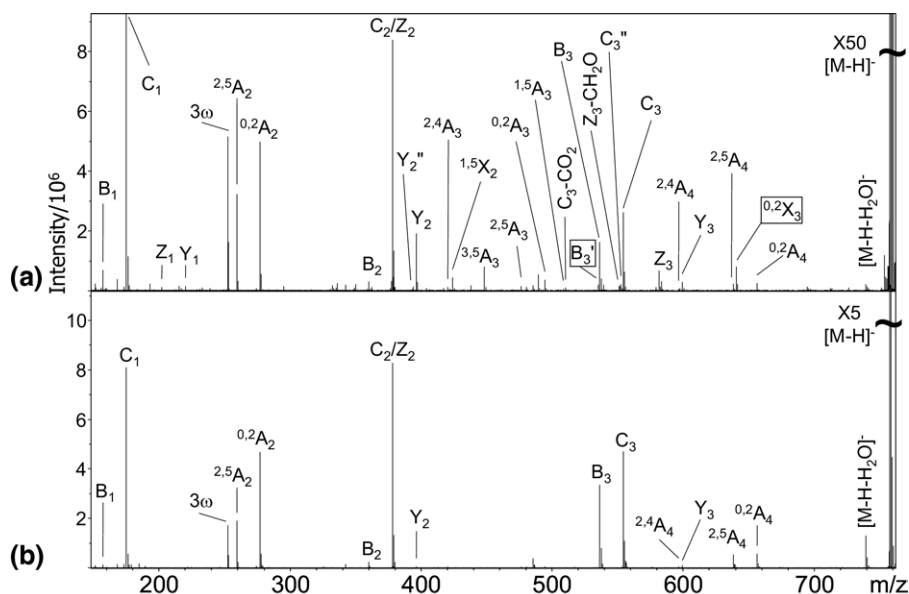 X50
[M-H]⁻
C₁
3ω
²,⁵A₂
⁰,²A₂
C₂/Z₂
Y₂"
Y₂
²,⁴A₃
¹,⁵X₂
³,⁵A₃
²,⁵A₃
⁰,²A₃
¹,⁵A₃
C₃-CO₂
B₃
B₃'
Z₃-CH₂O
C₃"
C₃
Z₃
²,⁴A₄
Y₃
²,⁵A₄
⁰,²X₃
⁰,²A₄
[M-H-H₂O]⁻
B₁
Z₁
Y₁
B₂
8
6
4
2
Intensity/10⁶
(a)
X5
[M-H]⁻
C₁
B₁
3ω
²,⁵A₂
⁰,²A₂
C₂/Z₂
B₂
Y₂
B₃
C₃
²,⁴A₄
Y₃
²,⁵A₄
⁰,²A₄
[M-H-H₂O]⁻
10
8
6
4
2
(b)
200 300 400 500 600 700 m/z